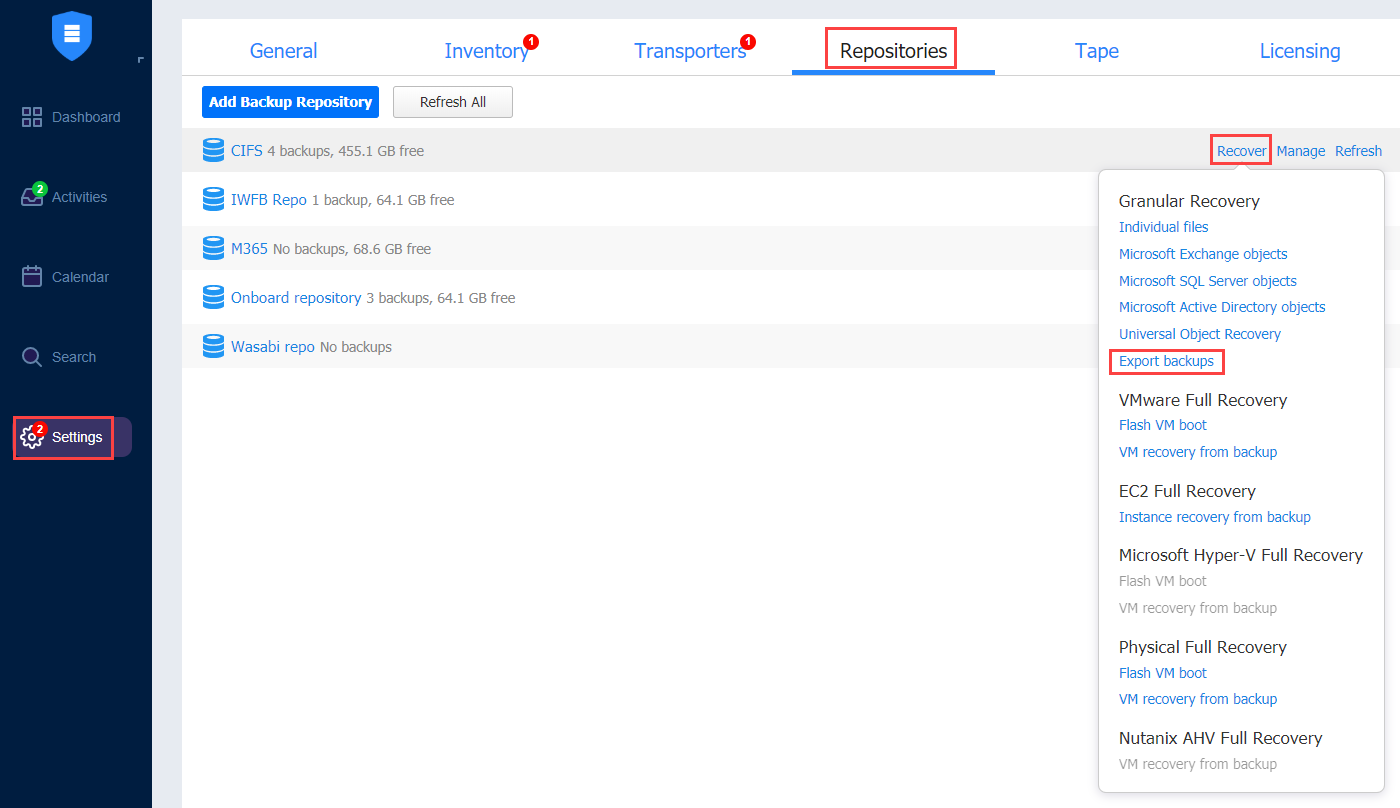 General
Inventory 1
Transporters 1
Repositories
Tape
Licensing
Dashboard
2
Activities
Calendar
Search
2
Settings
Add Backup Repository
Refresh All
CIFS 4 backups, 455.1 GB free
Recover Manage Refresh
IWFB Repo 1 backup, 64.1 GB free
M365 No backups, 68.6 GB free
Onboard repository 3 backups, 64.1 GB free
Wasabi repo No backups
Granular Recovery
Individual files
Microsoft Exchange objects
Microsoft SQL Server objects
Microsoft Active Directory objects
Universal Object Recovery
Export backups
VMware Full Recovery
Flash VM boot
VM recovery from backup
EC2 Full Recovery
Instance recovery from backup
Microsoft Hyper-V Full Recovery
Flash VM boot
VM recovery from backup
Physical Full Recovery
Flash VM boot
VM recovery from backup
Nutanix AHV Full Recovery
VM recovery from backup